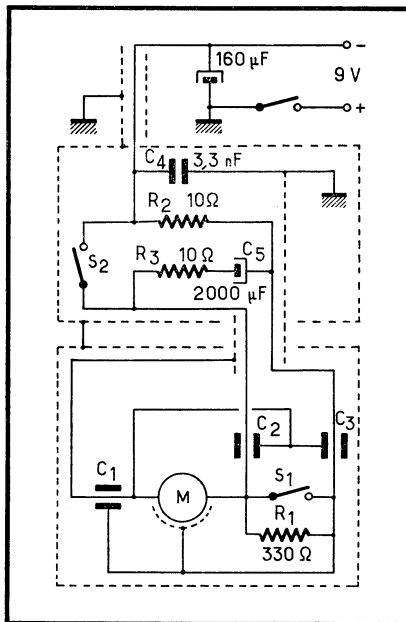 160 µF
−
9 V
+
C4
3,3 nF
R2
10Ω
S2
R3
10Ω
C5
2000 µF
C2
C3
C1
M
S1
R1
330 Ω